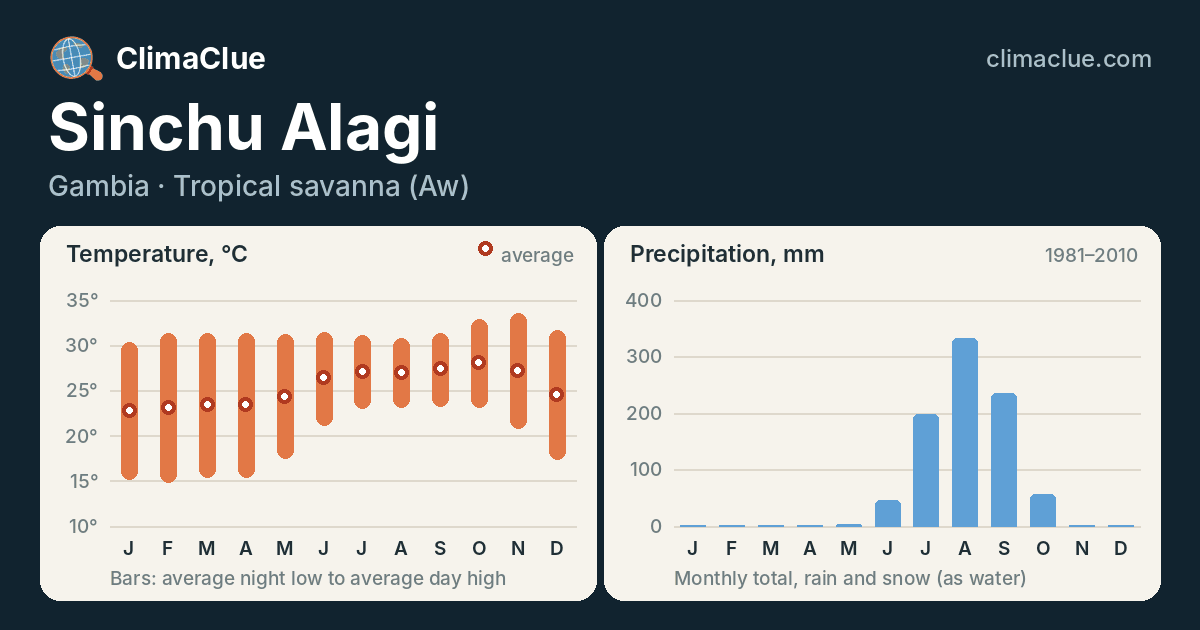 ClimaClue
climaclue.com
Sinchu Alagi
Gambia · Tropical savanna (Aw)
Temperature, °C
average
35°
30°
25°
20°
15°
10°
J F M A M J J A S O N D
Bars: average night low to average day high
Precipitation, mm
1981–2010
400
300
200
100
0
J F M A M J J A S O N D
Monthly total, rain and snow (as water)